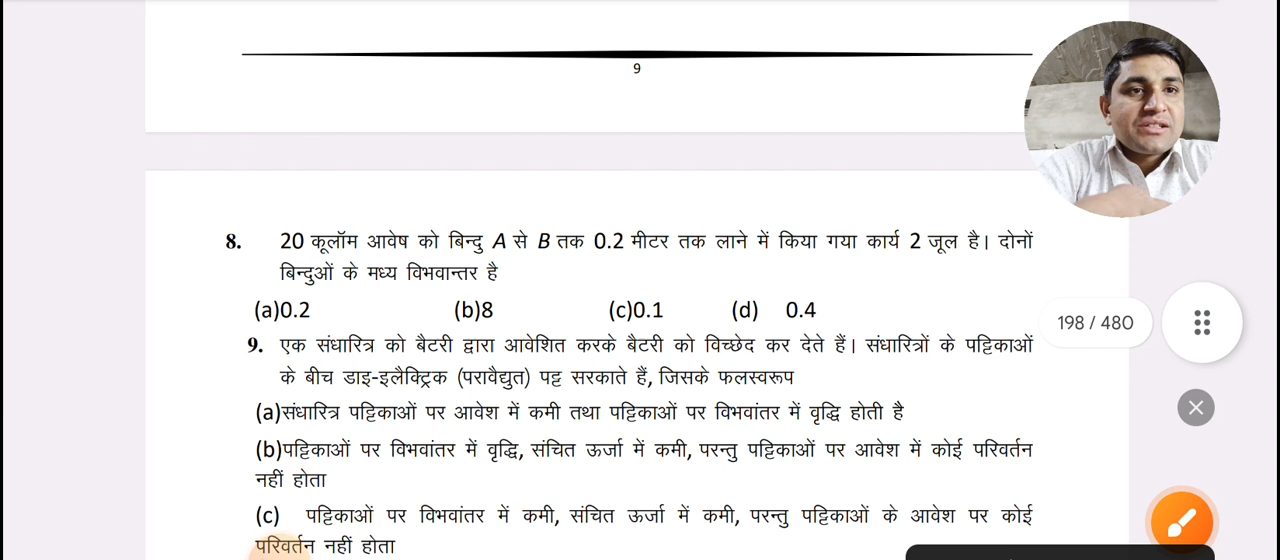 9
8. 20 कूलॉम आवेष को बिन्दु A से B तक 0.2 मीटर तक लाने में किया गया कार्य 2 जूल है। दोनों
बिन्दुओं के मध्य विभवान्तर है
(a)0.2 (b)8 (c)0.1 (d) 0.4
198 / 480
9. एक संधारित्र को बैटरी द्वारा आवेशित करके बैटरी को विच्छेद कर देते हैं। संधारित्रों के पट्टिकाओं
के बीच डाइ-इलैक्ट्रिक (परावैद्युत) पट्ट सरकाते हैं, जिसके फलस्वरूप
(a)संधारित्र पट्टिकाओं पर आवेश में कमी तथा पट्टिकाओं पर विभवांतर में वृद्धि होती है
(b)पट्टिकाओं पर विभवांतर में वृद्धि, संचित ऊर्जा में कमी, परन्तु पट्टिकाओं पर आवेश में कोई परिवर्तन
नहीं होता
(c) पट्टिकाओं पर विभवांतर में कमी, संचित ऊर्जा में कमी, परन्तु पट्टिकाओं के आवेश पर कोई
परिवर्तन नहीं होता